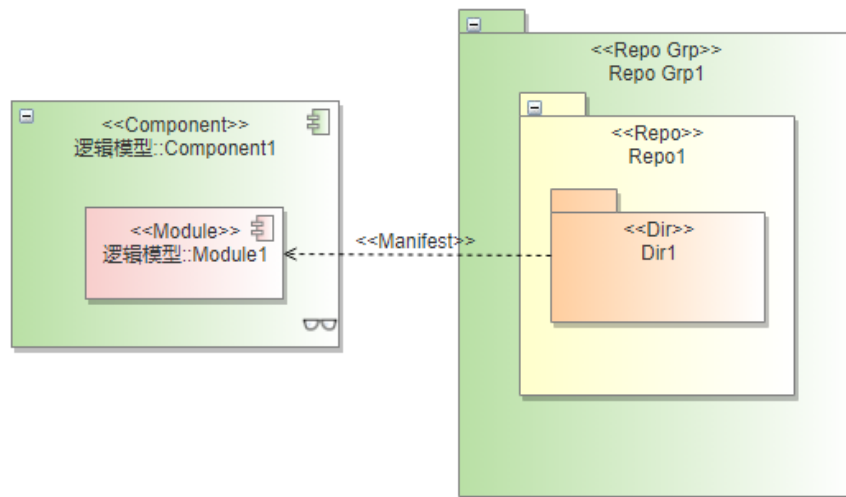 <<Component>>
逻辑模型::Component1
<<Module>>
逻辑模型::Module1
<<Manifest>>
<<Repo Grp>>
Repo Grp1
<<Repo>>
Repo1
<<Dir>>
Dir1